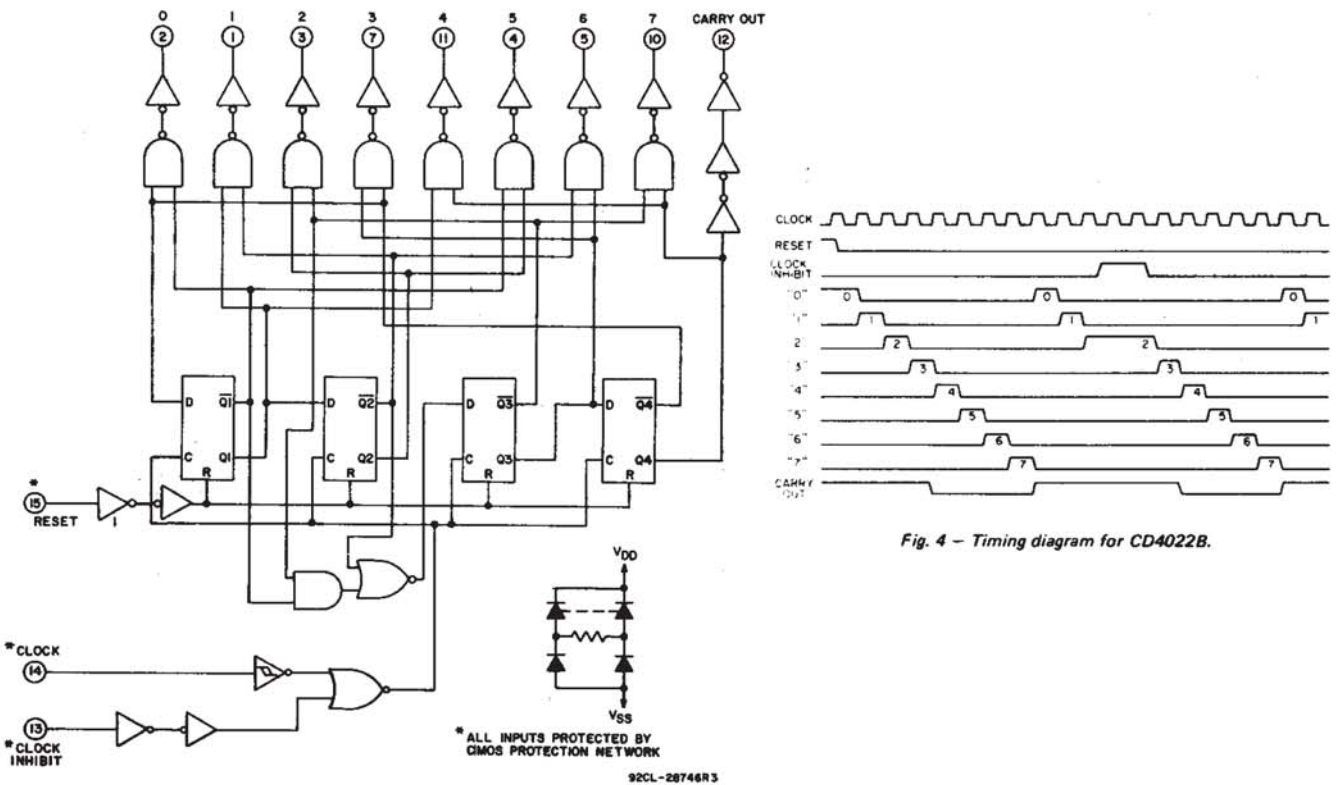 0 1 2 3 4 5 6 7 CARRY OUT
2 1 3 7 11 4 5 10 12
D Q1 C Q1 R
D Q2 Q2 R
D Q3 C Q3 R
D Q4 C Q4 R
*
15
RESET
1
* CLOCK
14
13
* CLOCK
INHIBIT
VDD
VSS
* ALL INPUTS PROTECTED BY
CMOS PROTECTION NETWORK
92CL-28746R3
CLOCK
RESET
CLOCK
INHIBIT
"0" 0 0 0
"1" 1 1 1
2 2 2
"3" 3 3
"4" 4 4
"5" 5 5
"6" 6 6
"7" 7 7
CARRY
OUT
Fig. 4 – Timing diagram for CD4022B.